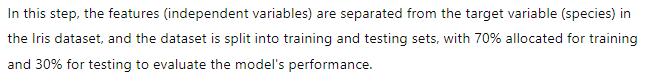 In this step, the features (independent variables) are separated from the target variable (species) in
the Iris dataset, and the dataset is split into training and testing sets, with 70% allocated for training
and 30% for testing to evaluate the model's performance.